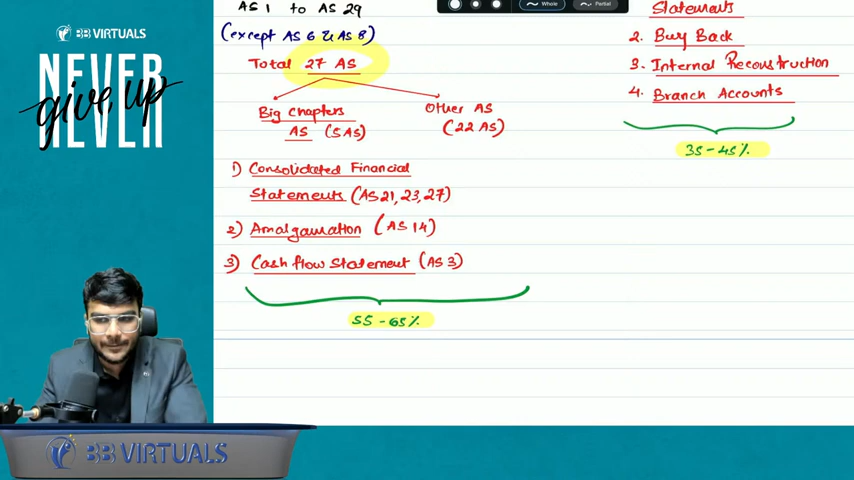 BB VIRTUALS
NEVER
give up
NEVER
AS 1 to AS 29
(except AS 6 & AS 8)
Total 27 AS
Big Chapters
AS (5 AS)
Other AS
(22 AS)
1) Consolidated Financial
Statements (AS 21, 23, 27)
2) Amalgamation (AS 14)
3) Cash flow Statement (AS 3)
55 - 65%
Whole
Partial
Statements
2. Buy Back
3. Internal Reconstruction
4. Branch Accounts
35 - 45%
BB VIRTUALS